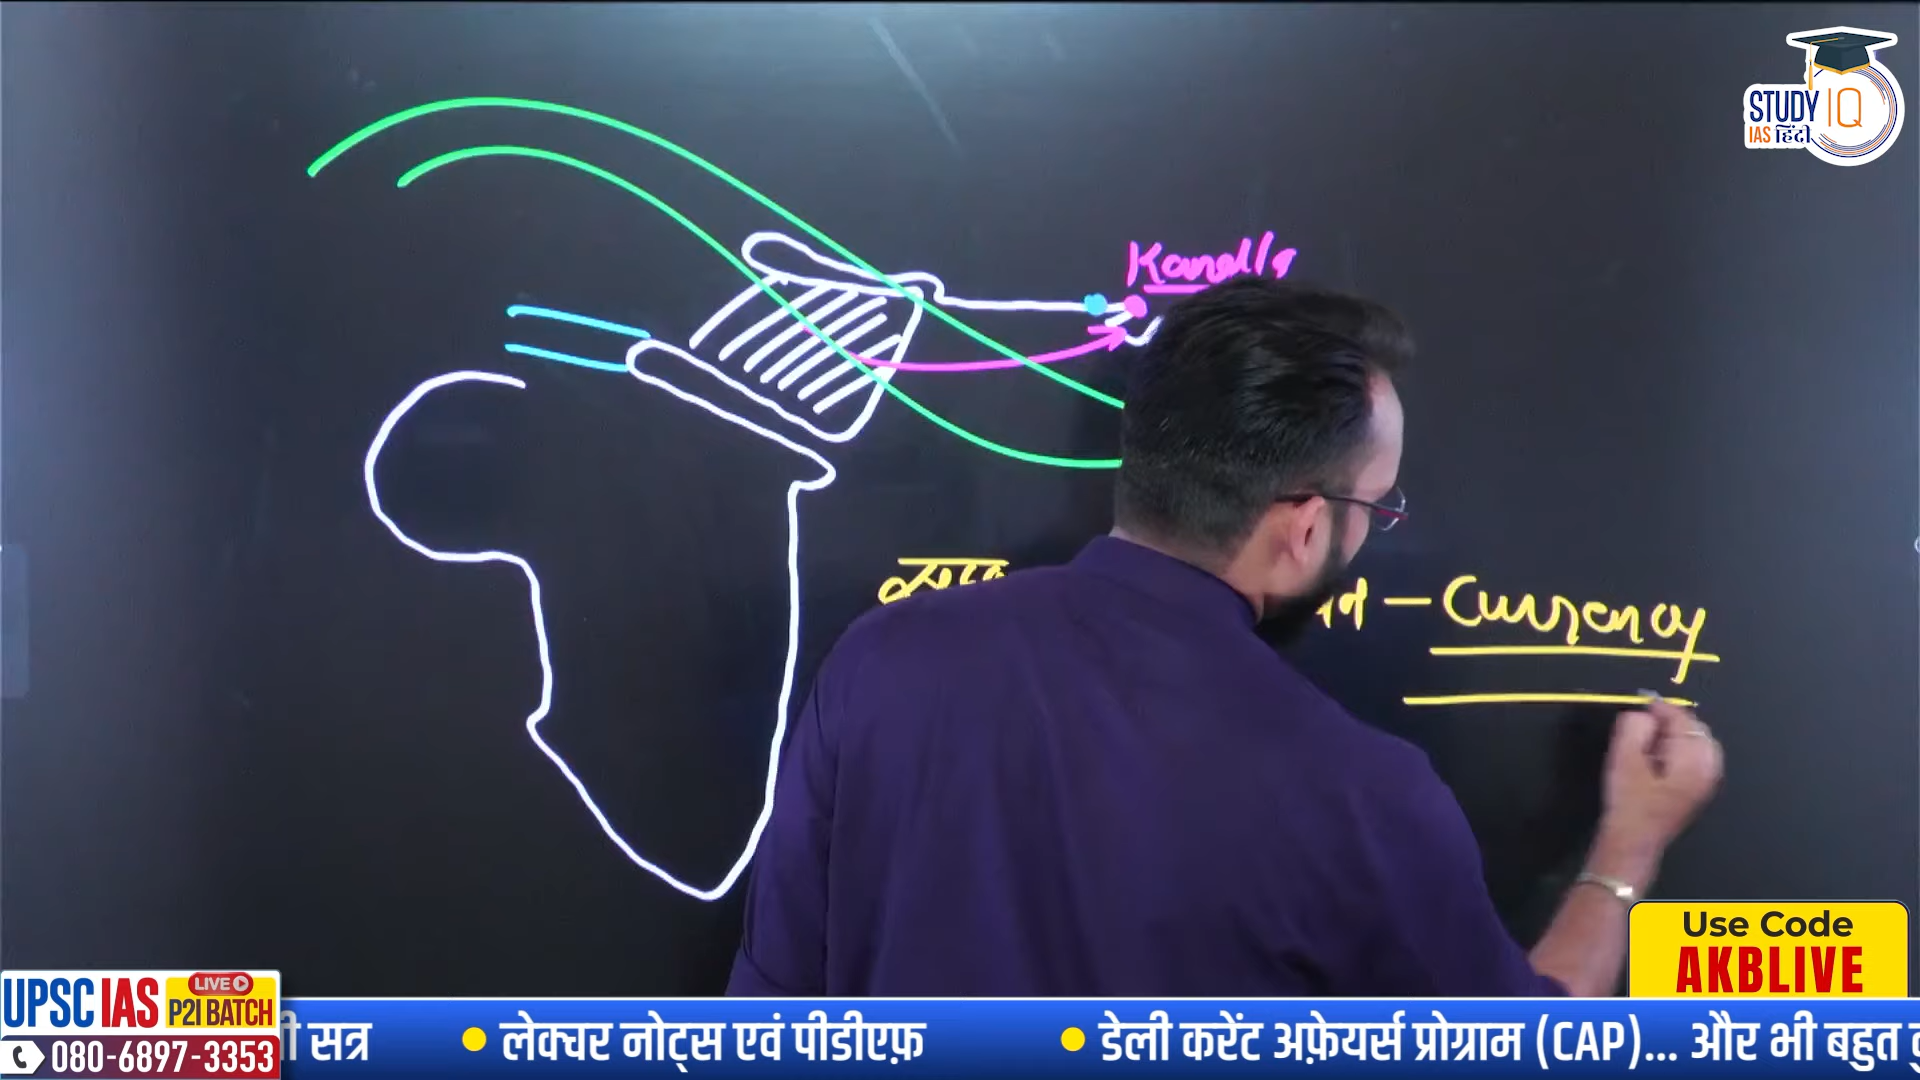 STUDY IQ
IAS हिंदी
Kandla
– Currency
Use Code
AKBLIVE
UPSC IAS
LIVE
P2I BATCH
080-6897-3353
सत्र
लेक्चर नोट्स एवं पीडीएफ़
डेली करेंट अफ़ेयर्स प्रोग्राम (CAP)... और भी बहुत